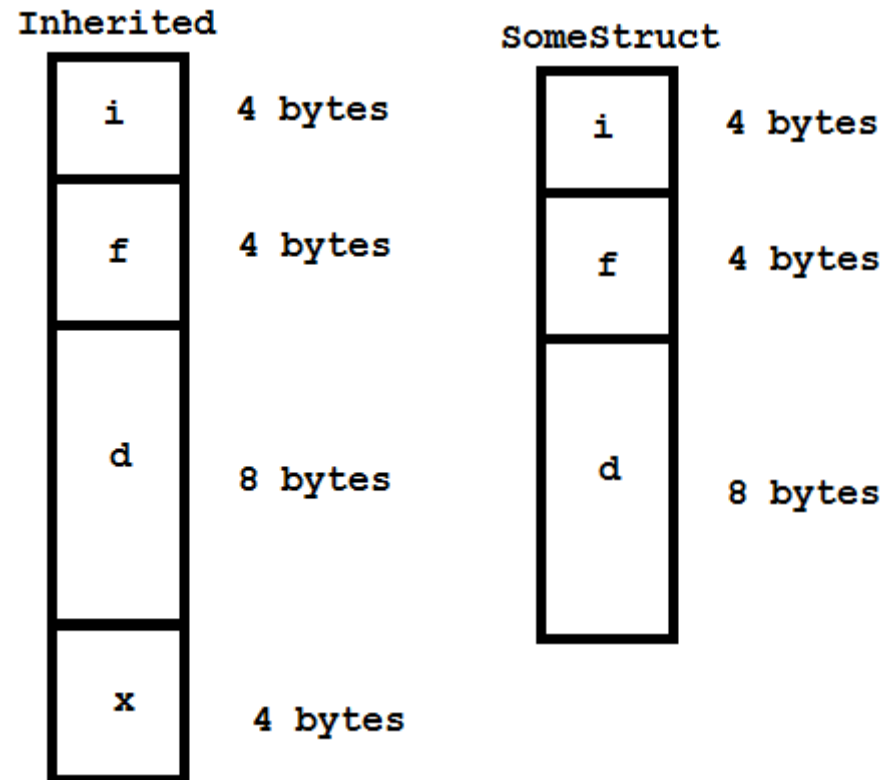 Inherited
i 4 bytes
f 4 bytes
d 8 bytes
x 4 bytes
SomeStruct
i 4 bytes
f 4 bytes
d 8 bytes